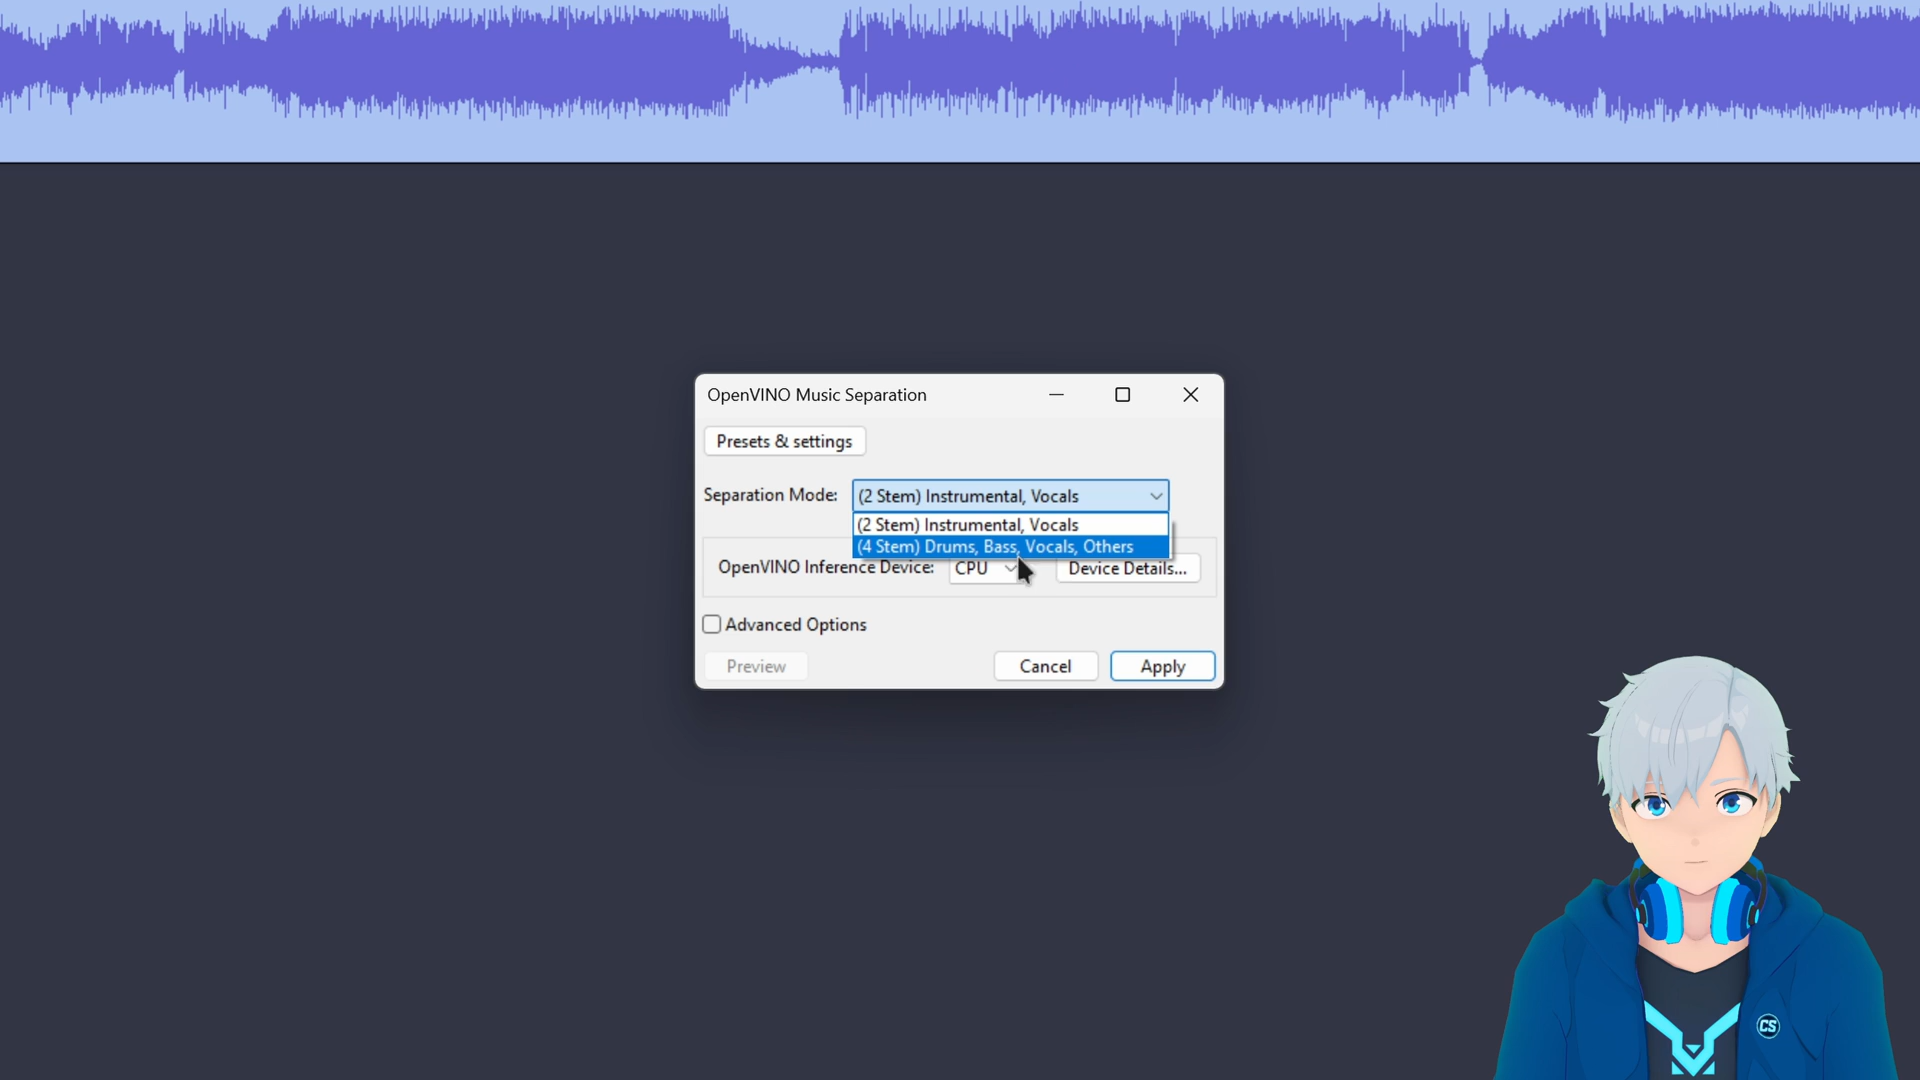 OpenVINO Music Separation
Presets & settings
Separation Mode:
(2 Stem) Instrumental, Vocals
(2 Stem) Instrumental, Vocals
(4 Stem) Drums, Bass, Vocals, Others
OpenVINO Inference Device:
CPU
Device Details...
Advanced Options
Preview
Cancel
Apply
CS